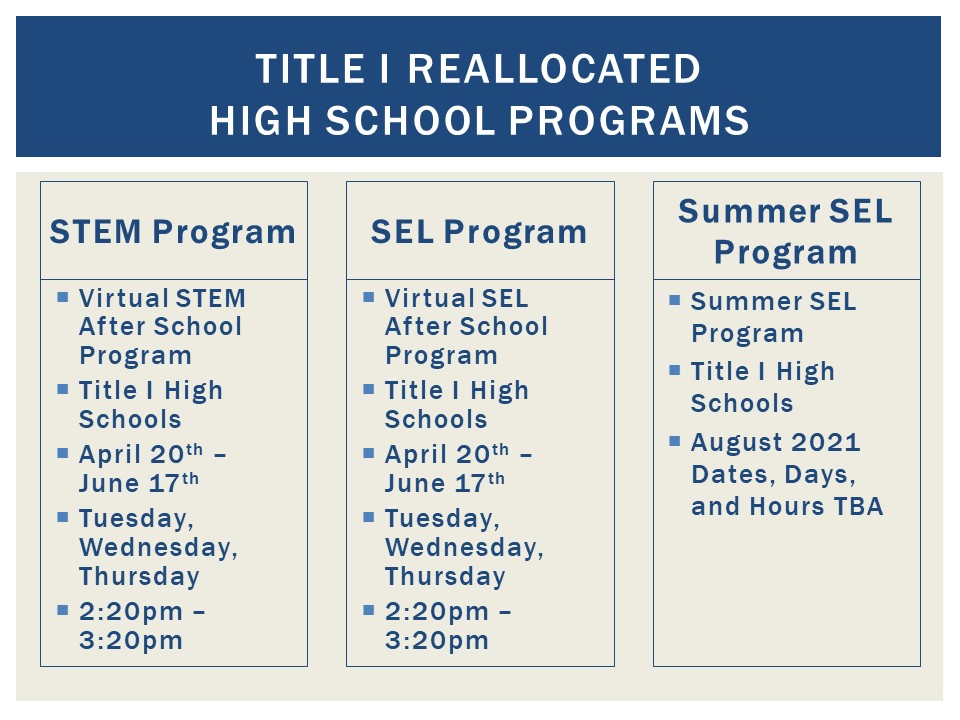 TITLE I REALLOCATED
HIGH SCHOOL PROGRAMS
STEM Program
Virtual STEM
After School
Program
Title I High
Schools
April 20th –
June 17th
Tuesday,
Wednesday,
Thursday
2:20pm –
3:20pm
SEL Program
Virtual SEL
After School
Program
Title I High
Schools
April 20th –
June 17th
Tuesday,
Wednesday,
Thursday
2:20pm –
3:20pm
Summer SEL
Program
Summer SEL
Program
Title I High
Schools
August 2021
Dates, Days,
and Hours TBA